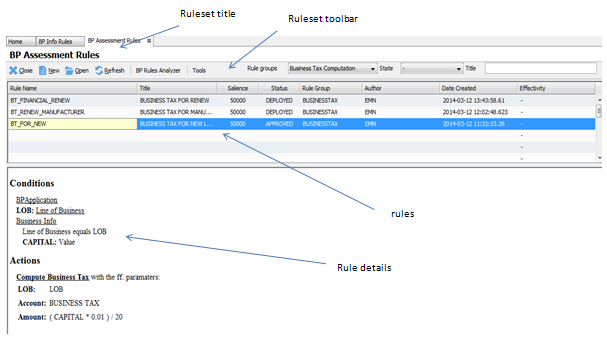 Ruleset title
Ruleset toolbar
Home BP Info Rules BP Assessment Rules
BP Assessment Rules
Close New Open Refresh BP Rules Analyzer Tools Rule groups Business Tax Computation State - Title
Rule Name Title Salience Status Rule Group Author Date Created Effectivity
BT_FINANCIAL_RENEW BUSINESS TAX FOR RENEW 50000 DEPLOYED BUSINESSTAX EMN 2014-03-12 13:43:58.61 -
BT_RENEW_MANUFACTURER BUSINESS TAX FOR MANU... 50000 DEPLOYED BUSINESSTAX EMN 2014-03-12 12:02:48.623 -
BT_FOR_NEW BUSINESS TAX FOR NEW L... 50000 APPROVED BUSINESSTAX EMN 2014-03-12 11:31:33.26 -
-
-
-
rules
Conditions
BPApplication
LOB: Line of Business
Business Info
Line of Business equals LOB
CAPITAL: Value
Rule details
Actions
Compute Business Tax with the ff. paramaters:
LOB: LOB
Account: BUSINESS TAX
Amount: ( CAPITAL * 0.01 ) / 20